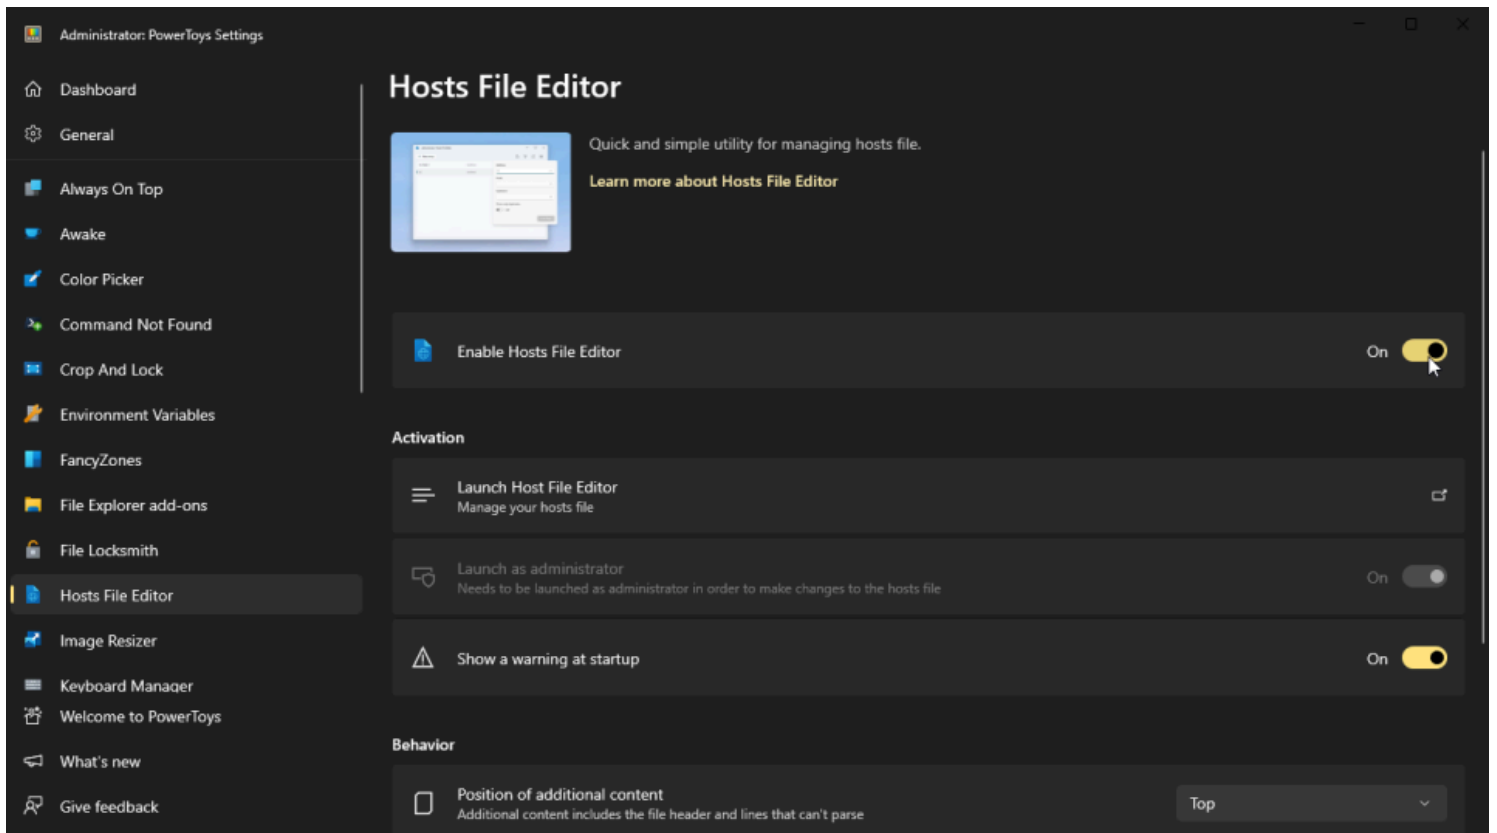 Administrator: PowerToys Settings
Dashboard
General
Always On Top
Awake
Color Picker
Command Not Found
Crop And Lock
Environment Variables
FancyZones
File Explorer add-ons
File Locksmith
Hosts File Editor
Image Resizer
Keyboard Manager
Welcome to PowerToys
What's new
Give feedback
Hosts File Editor
Quick and simple utility for managing hosts file.
Learn more about Hosts File Editor
Enable Hosts File Editor
On
Activation
Launch Host File Editor
Manage your hosts file
Launch as administrator
Needs to be launched as administrator in order to make changes to the hosts file
On
Show a warning at startup
On
Behavior
Position of additional content
Additional content includes the file header and lines that can't parse
Top